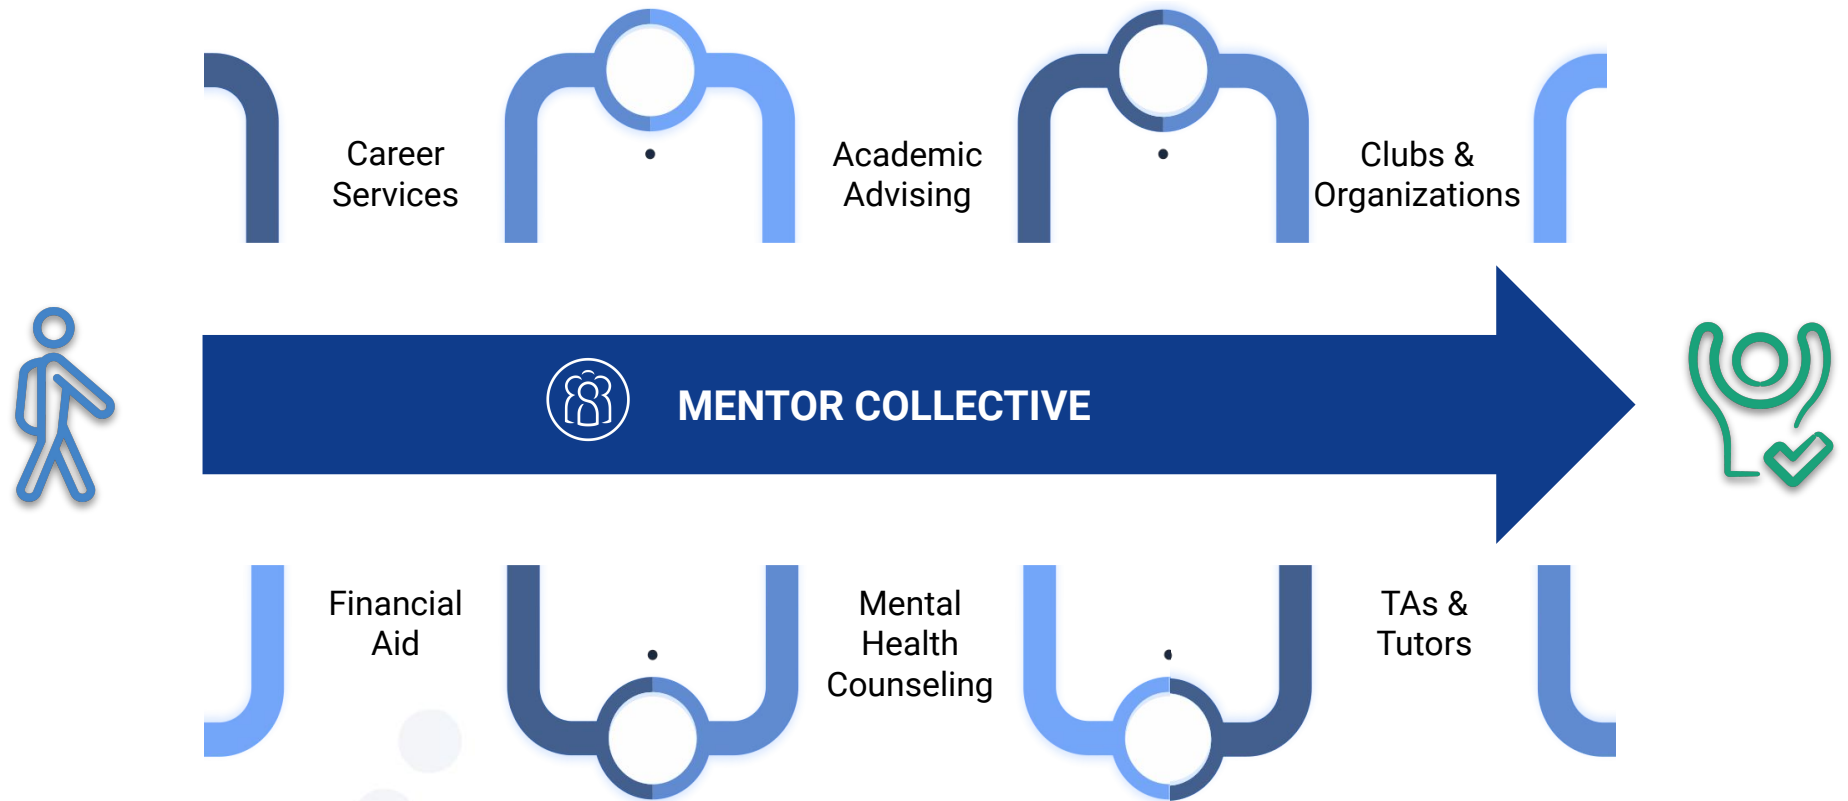 Career
Services
Academic
Advising
Clubs &
Organizations
MENTOR COLLECTIVE
Financial
Aid
Mental
Health
Counseling
TAs &
Tutors